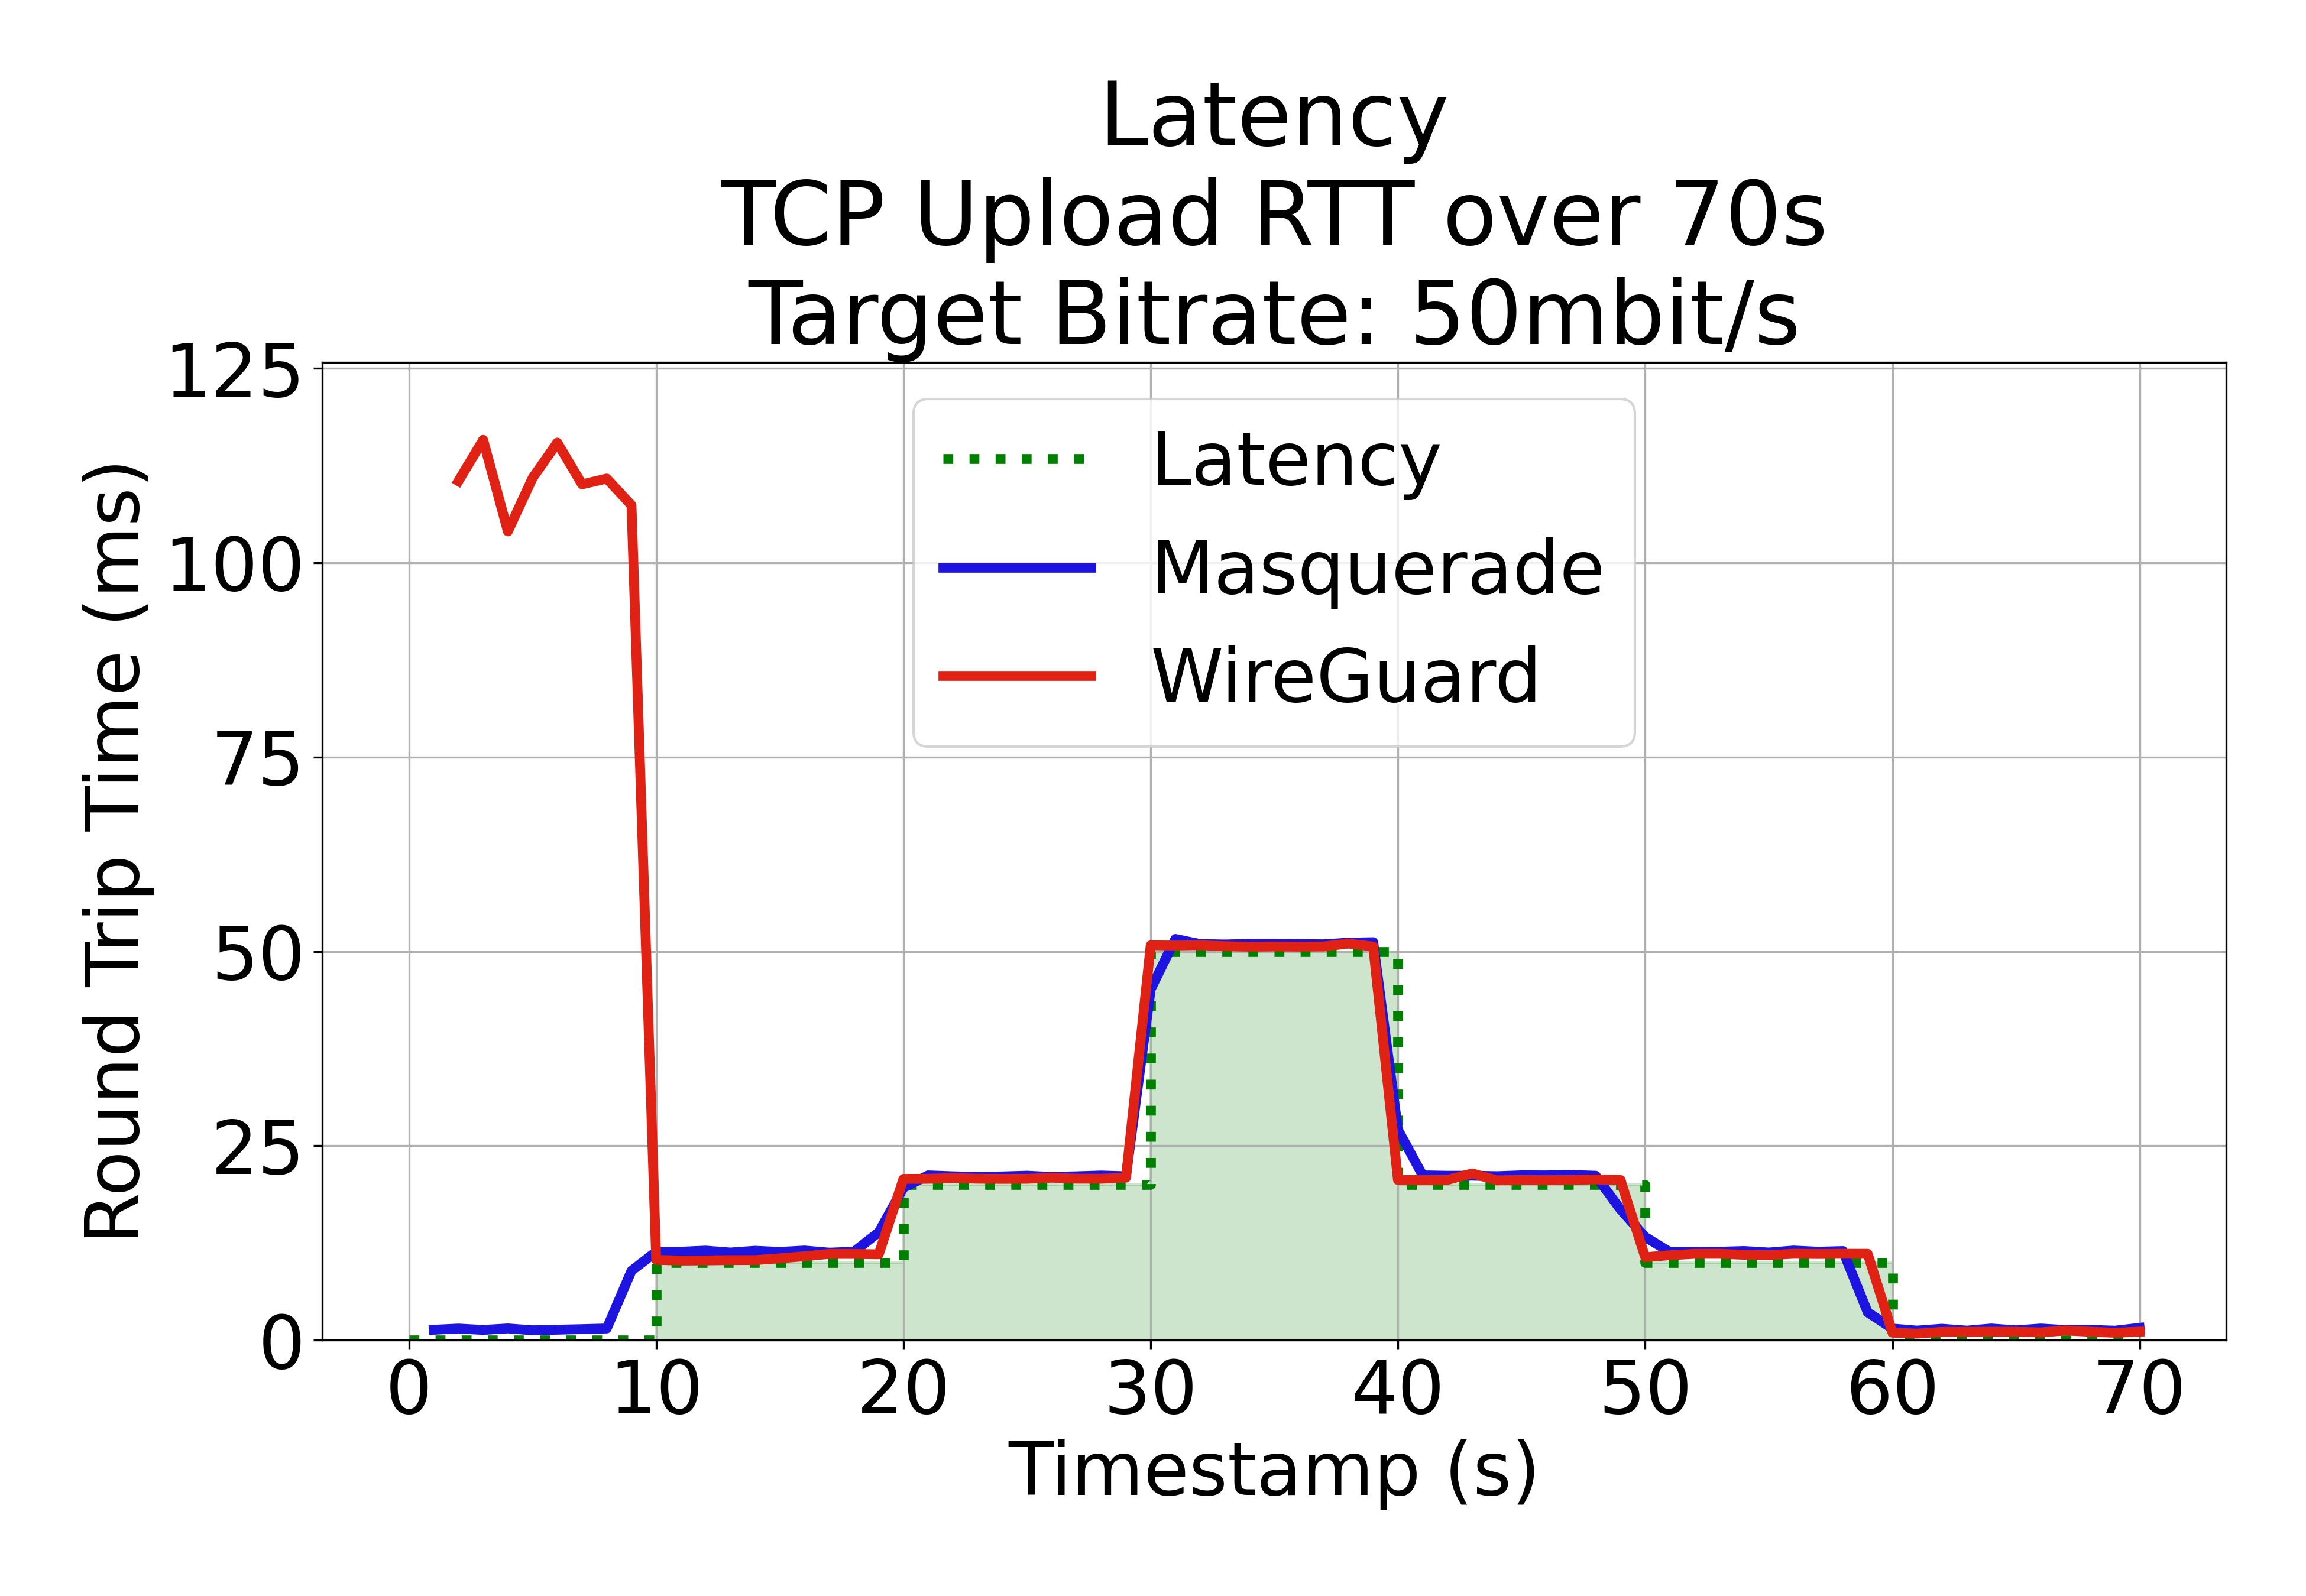 Latency
TCP Upload RTT over 70s
Target Bitrate: 50mbit/s
Round Trip Time (ms)
125
100
75
50
25
0
Latency
Masquerade
WireGuard
0 10 20 30 40 50 60 70
Timestamp (s)